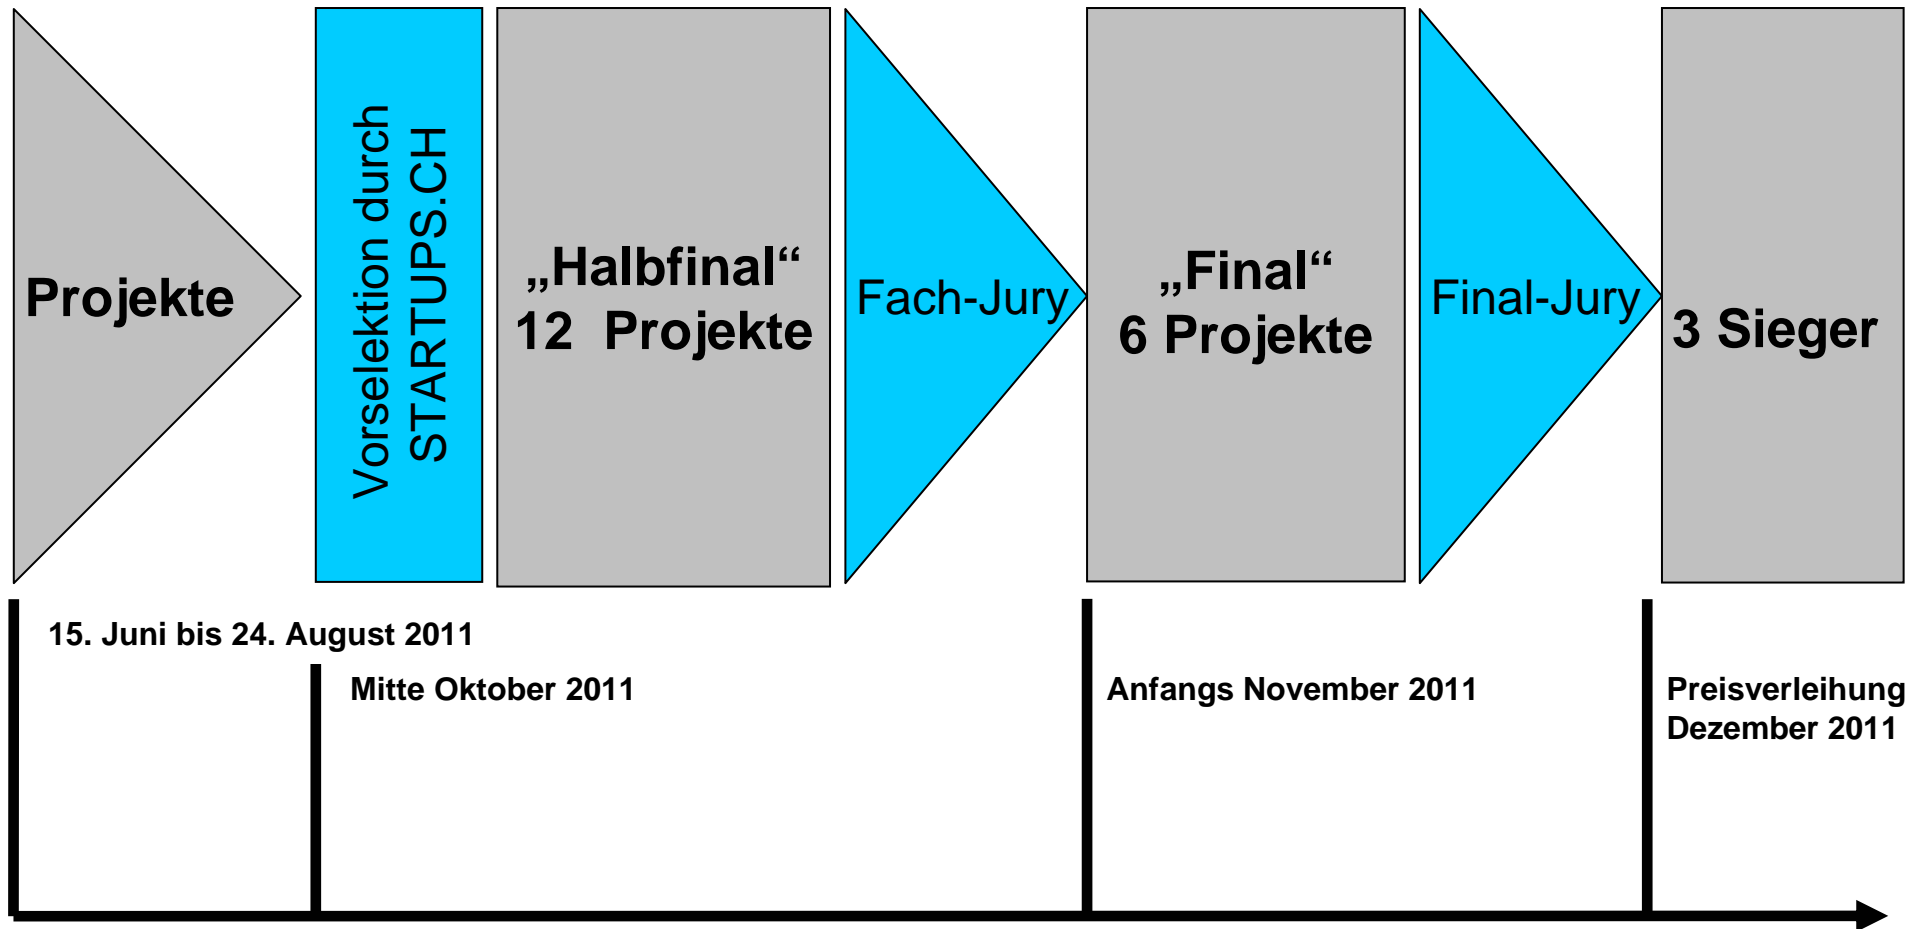 Projekte
Vorselektion durch
STARTUPS.CH
„Halbfinal“
12 Projekte
Fach-Jury
„Final“
6 Projekte
Final-Jury
3 Sieger
15. Juni bis 24. August 2011
Mitte Oktober 2011
Anfangs November 2011
Preisverleihung
Dezember 2011